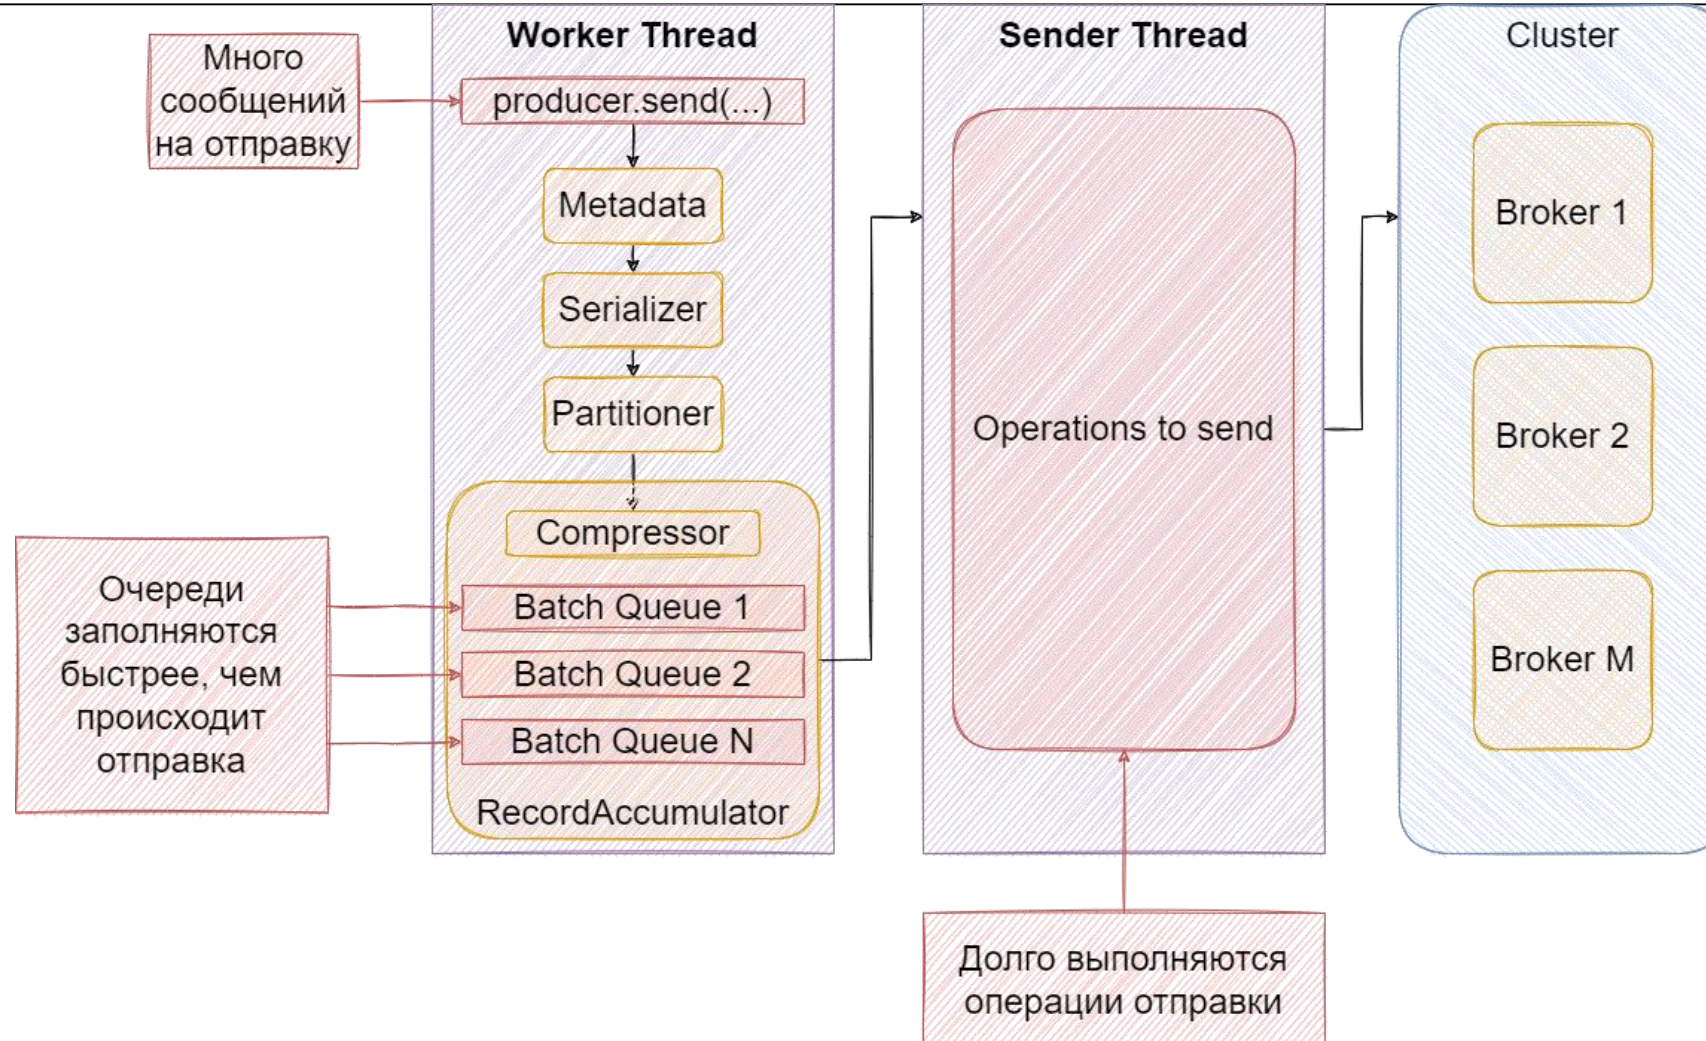 Много
сообщений
на отправку
Worker Thread
producer.send(...)
Metadata
Serializer
Partitioner
Compressor
Batch Queue 1
Batch Queue 2
Batch Queue N
RecordAccumulator
Очереди
заполняются
быстрее, чем
происходит
отправка
Sender Thread
Operations to send
Долго выполняются
операции отправки
Cluster
Broker 1
Broker 2
Broker M